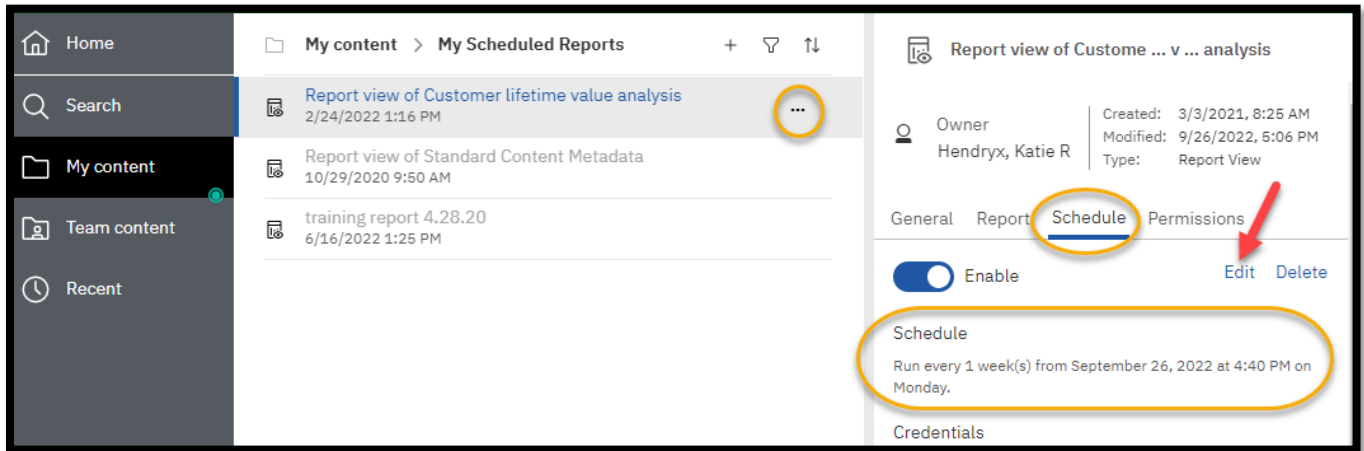 Home
Search
My content
Team content
Recent
My content > My Scheduled Reports
Report view of Customer lifetime value analysis
2/24/2022 1:16 PM
Report view of Standard Content Metadata
10/29/2020 9:50 AM
training report 4.28.20
6/16/2022 1:25 PM
Report view of Custome ... v ... analysis
Owner
Hendryx, Katie R
Created: 3/3/2021, 8:25 AM
Modified: 9/26/2022, 5:06 PM
Type: Report View
General Report Schedule Permissions
Enable Edit Delete
Schedule
Run every 1 week(s) from September 26, 2022 at 4:40 PM on
Monday.
Credentials